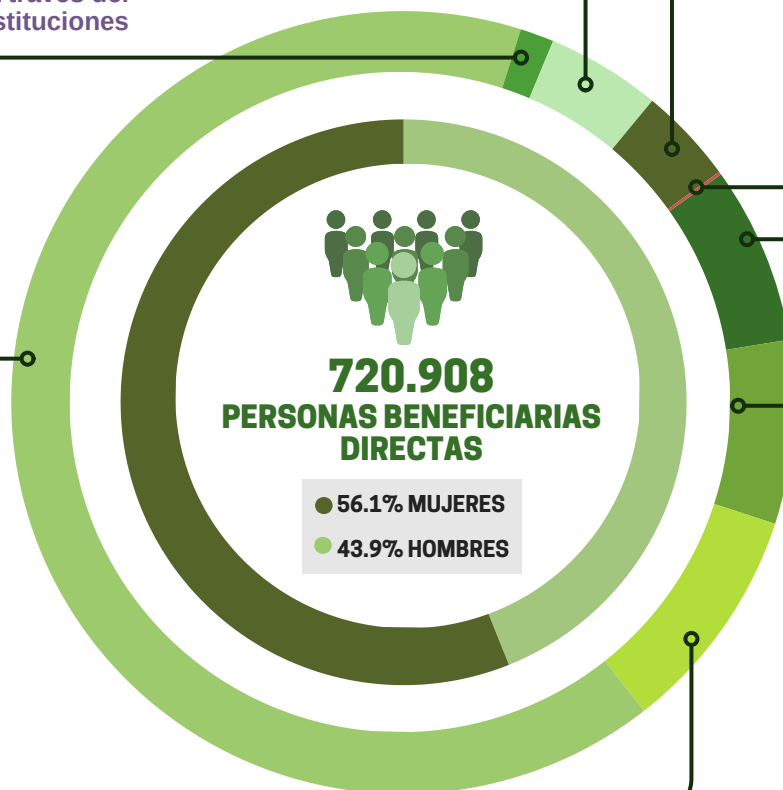 stituciones
720.908
PERSONAS BENEFICIARIAS
DIRECTAS
56.1% MUJERES
43.9% HOMBRES